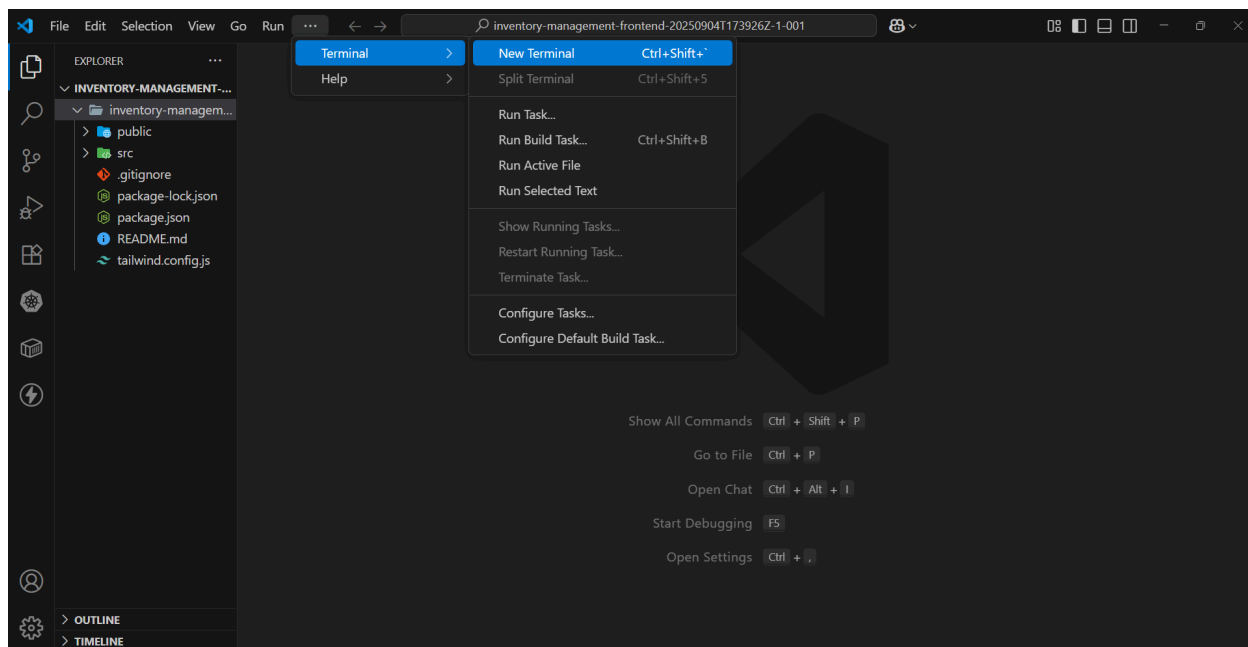 File Edit Selection View Go Run ··· inventory-management-frontend-20250904T173926Z-1-001
EXPLORER ···
INVENTORY-MANAGEMENT-...
inventory-managem...
public
src
.gitignore
package-lock.json
package.json
README.md
tailwind.config.js
OUTLINE
TIMELINE
Terminal
Help
New Terminal Ctrl+Shift+`
Split Terminal Ctrl+Shift+5
Run Task...
Run Build Task... Ctrl+Shift+B
Run Active File
Run Selected Text
Show Running Tasks...
Restart Running Task...
Terminate Task...
Configure Tasks...
Configure Default Build Task...
Show All Commands Ctrl + Shift + P
Go to File Ctrl + P
Open Chat Ctrl + Alt + I
Start Debugging F5
Open Settings Ctrl + ,